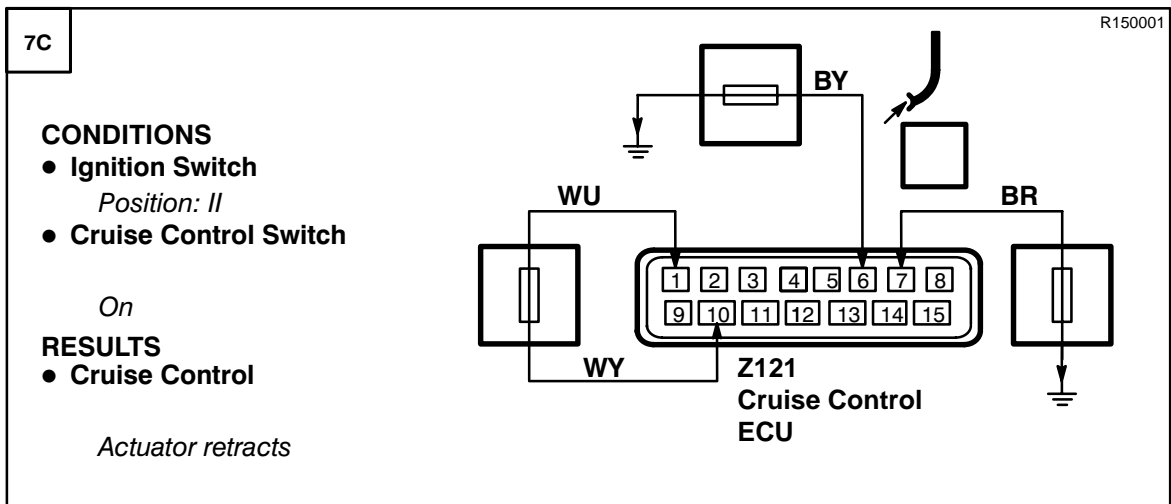 R150001
7C
CONDITIONS
● Ignition Switch
Position: II
● Cruise Control Switch
On
RESULTS
● Cruise Control
Actuator retracts
BY
WU
BR
1 2 3 4 5 6 7 8
9 10 11 12 13 14 15
WY
Z121
Cruise Control
ECU